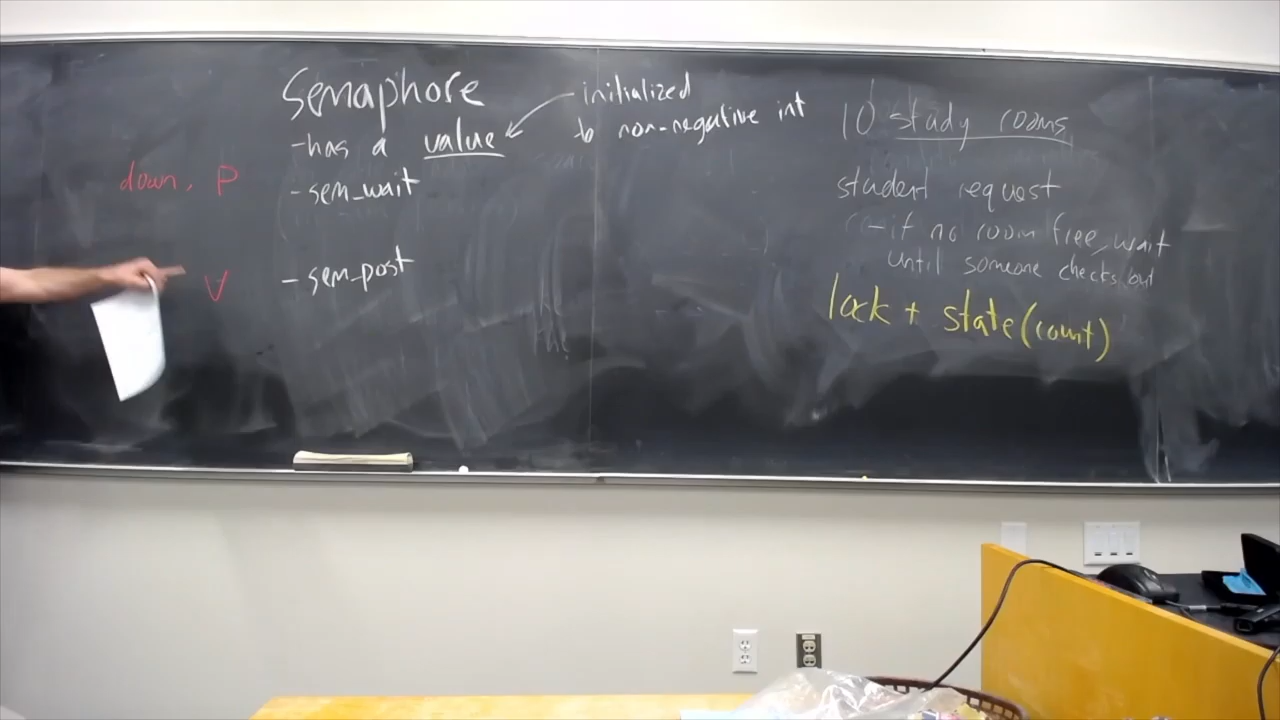 Semaphore
- has a value
initialized
to non-negative int
down, P
- sem_wait
V
- sem_post
10 study rooms
student request
- if no room free, wait
until someone checks out
lock + state (count)